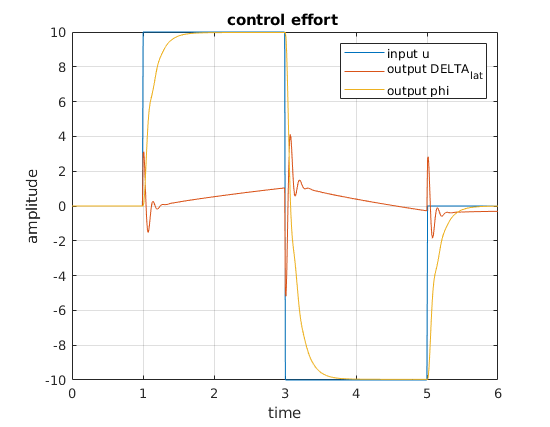 control effort
input u
output DELTA_lat
output phi
amplitude
10
8
6
4
2
0
-2
-4
-6
-8
-10
0 1 2 3 4 5 6
time